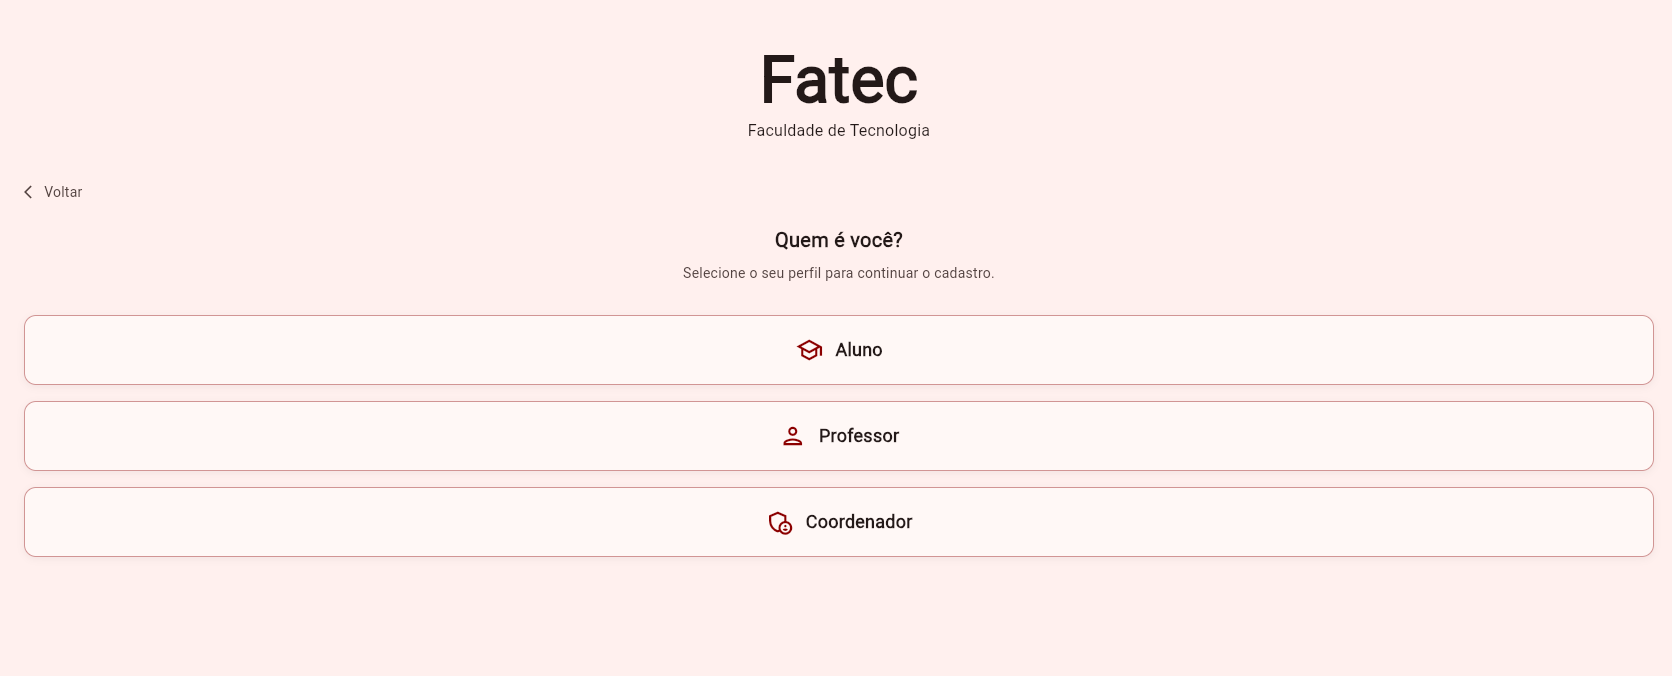 Fatec
Faculdade de Tecnologia
Voltar
Quem é você?
Selecione o seu perfil para continuar o cadastro.
Aluno
Professor
Coordenador